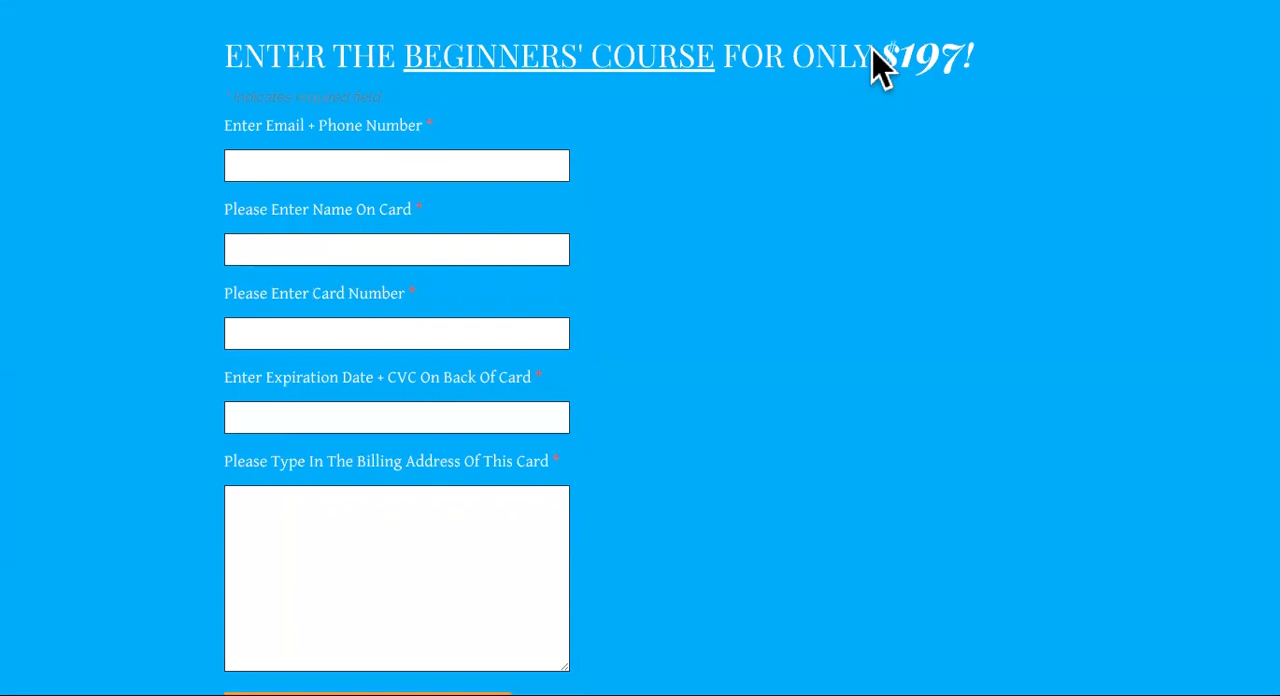 ENTER THE BEGINNERS' COURSE FOR ONLY $197!
* Indicates required field
Enter Email + Phone Number *
Please Enter Name On Card *
Please Enter Card Number *
Enter Expiration Date + CVC On Back Of Card *
Please Type In The Billing Address Of This Card *